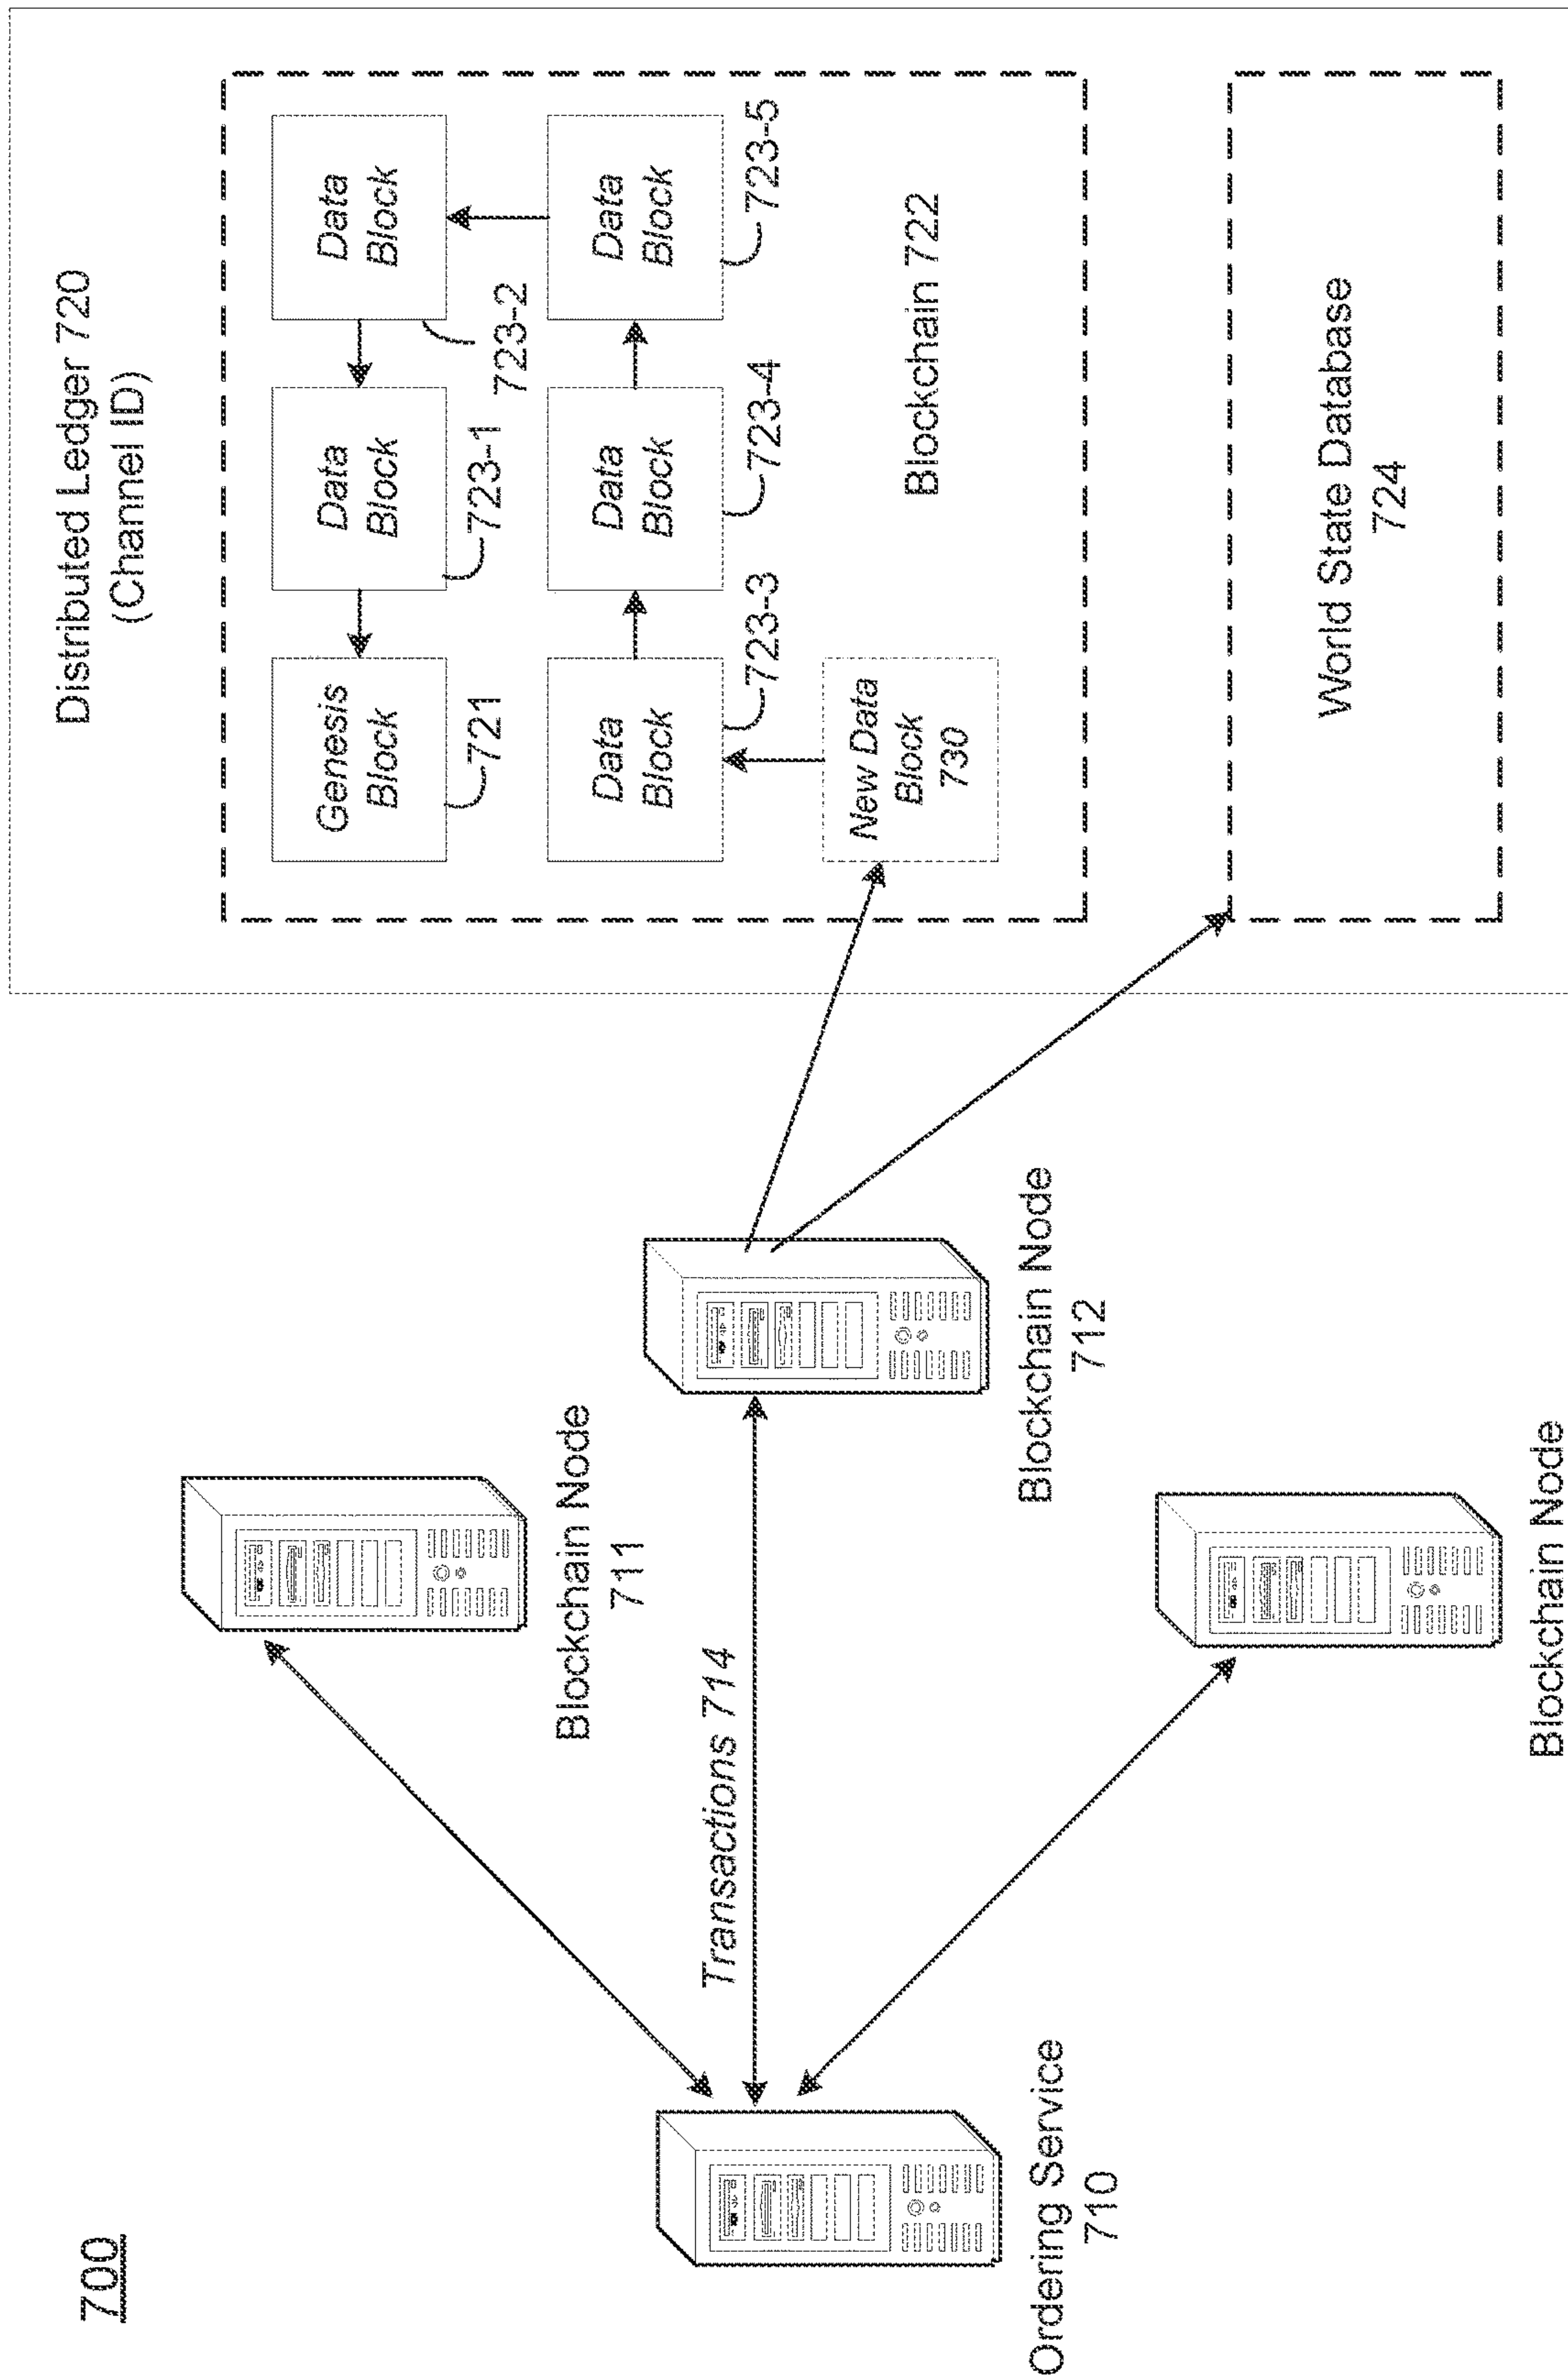 700
Distributed Ledger 720
(Channel ID)
Genesis
Block
721
Data
Block
723-1
Data
Block
723-2
Data
Block
723-3
Data
Block
723-4
Data
Block
723-5
New Data
Block
730
Blockchain 722
World State Database
724
Blockchain Node
711
Transactions 714
Blockchain Node
712
Ordering Service
710
Blockchain Node